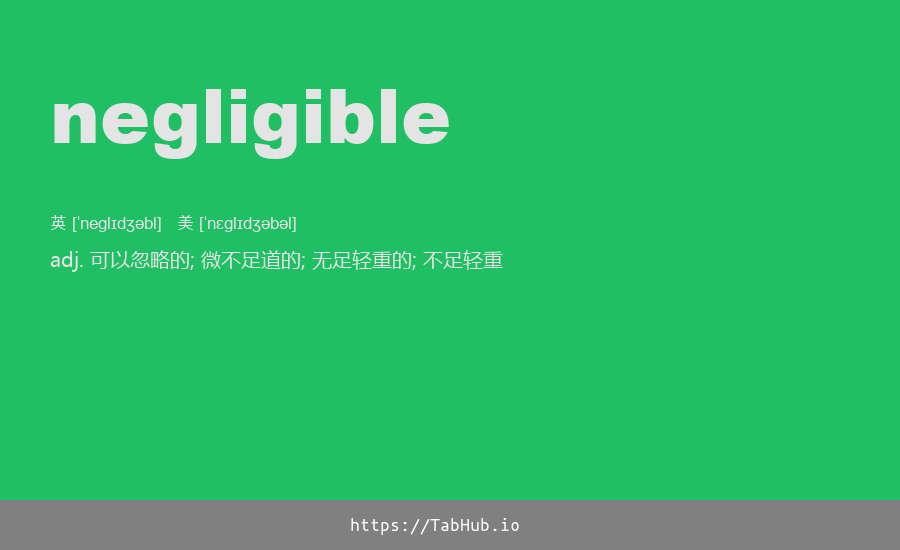 negligible
英 [ˈneglɪdʒəbl] 美 [ˈnɛɡlɪdʒəbəl]
adj. 可以忽略的; 微不足道的; 无足轻重的; 不足轻重
https://TabHub.io